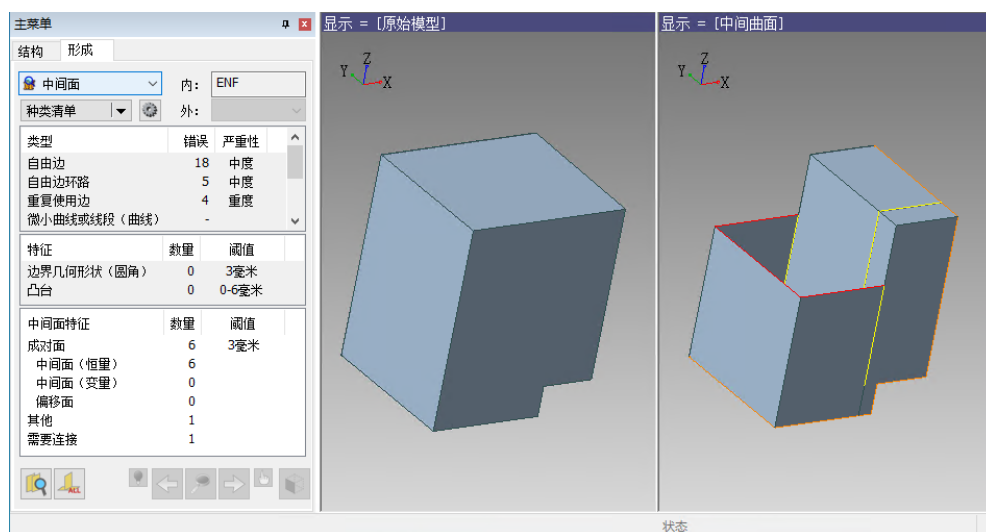 主菜单
结构 形成
中间面 内: ENF
种类清单 外:
类型 错误 严重性
自由边 18 中度
自由边环路 5 中度
重复使用边 4 重度
微小曲线或线段（曲线） -
特征 数量 阈值
边界几何形状（圆角） 0 3毫米
凸台 0 0-6毫米
中间面特征 数量 阈值
成对面 6 3毫米
中间面（恒量） 6
中间面（变量） 0
偏移面 0
其他 1
需要连接 1
ALL
显示 = [原始模型]
Z
Y
X
显示 = [中间曲面]
Z
Y
X
状态